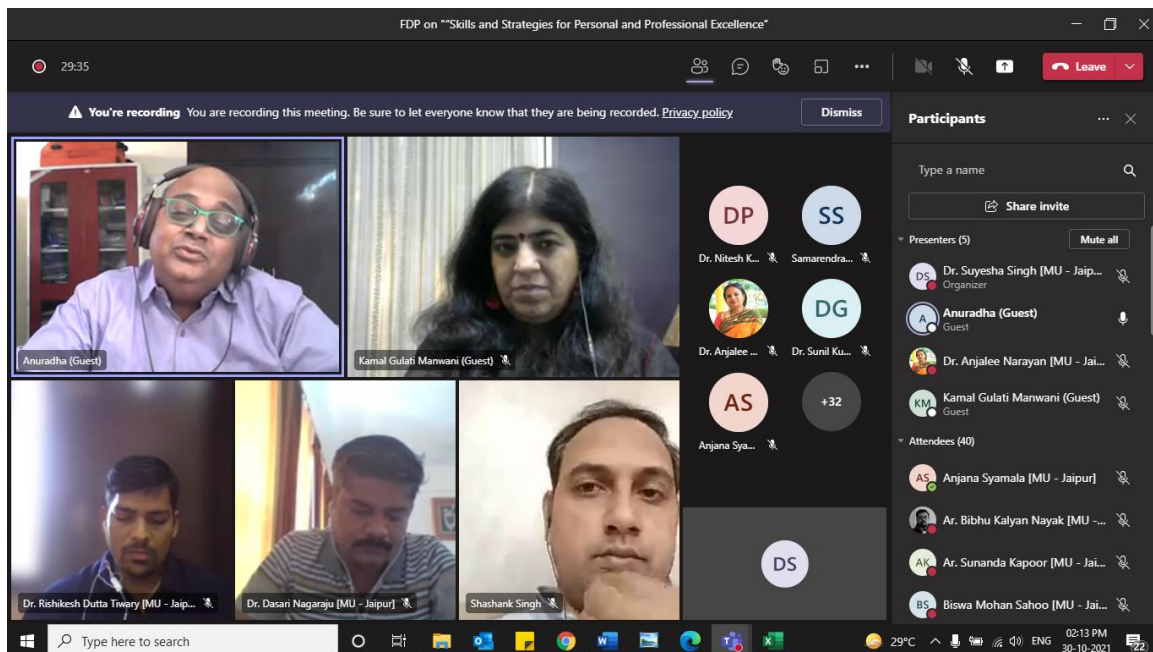 FDP on ""Skills and Strategies for Personal and Professional Excellence"
29:35
Leave
You're recording You are recording this meeting. Be sure to let everyone know that they are being recorded. Privacy policy
Dismiss
Anuradha (Guest)
Kamal Gulati Manwani (Guest)
Dr. Rishikesh Dutta Tiwary [MU - Jaip...
Dr. Dasari Nagaraju [MU - Jaipur]
Shashank Singh
DP
SS
Dr. Nitesh K...
Samarendra...
DG
Dr. Anjalee ...
Dr. Sunil Ku...
AS
+32
Anjana Sya...
DS
Participants
Type a name
Share invite
Presenters (5)
Mute all
DS
Dr. Suyesha Singh [MU - Jaip...
Organizer
A
Anuradha (Guest)
Guest
Dr. Anjalee Narayan [MU - Jai...
KM
Kamal Gulati Manwani (Guest)
Guest
Attendees (40)
AS
Anjana Syamala [MU - Jaipur]
Ar. Bibhu Kalyan Nayak [MU -...
AK
Ar. Sunanda Kapoor [MU - Jai...
BS
Biswa Mohan Sahoo [MU - Jai...
Type here to search
29°C
ENG
02:13 PM
30-10-2021
22